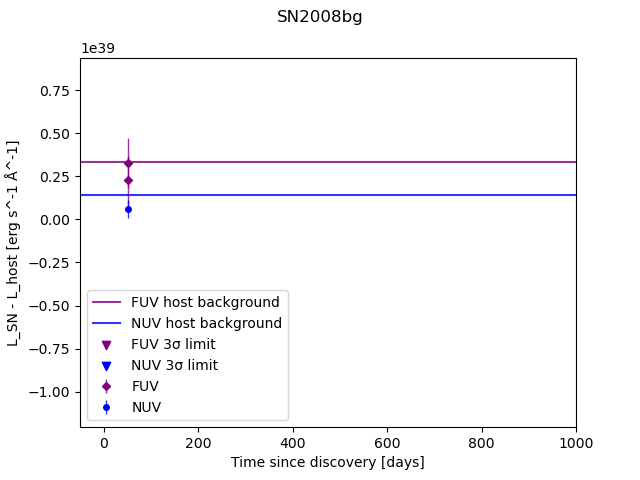 SN2008bg
1e39
L_SN - L_host [erg s^-1 Å^-1]
0.75
0.50
0.25
0.00
−0.25
−0.50
−0.75
−1.00
FUV host background
NUV host background
FUV 3σ limit
NUV 3σ limit
FUV
NUV
0 200 400 600 800 1000
Time since discovery [days]